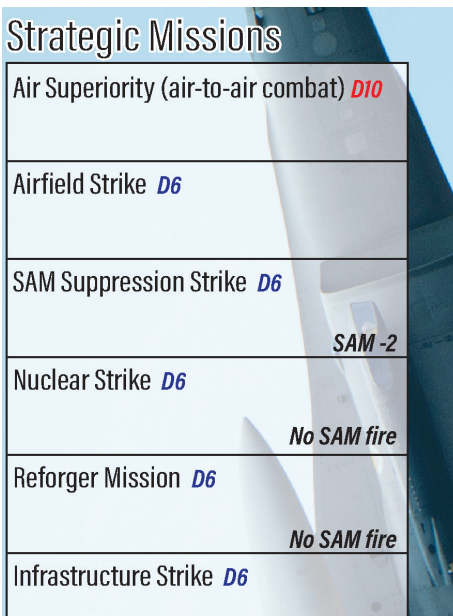 Strategic Missions
Air Superiority (air-to-air combat) D10
Airfield Strike D6
SAM Suppression Strike D6
SAM -2
Nuclear Strike D6
No SAM fire
Reforger Mission D6
No SAM fire
Infrastructure Strike D6